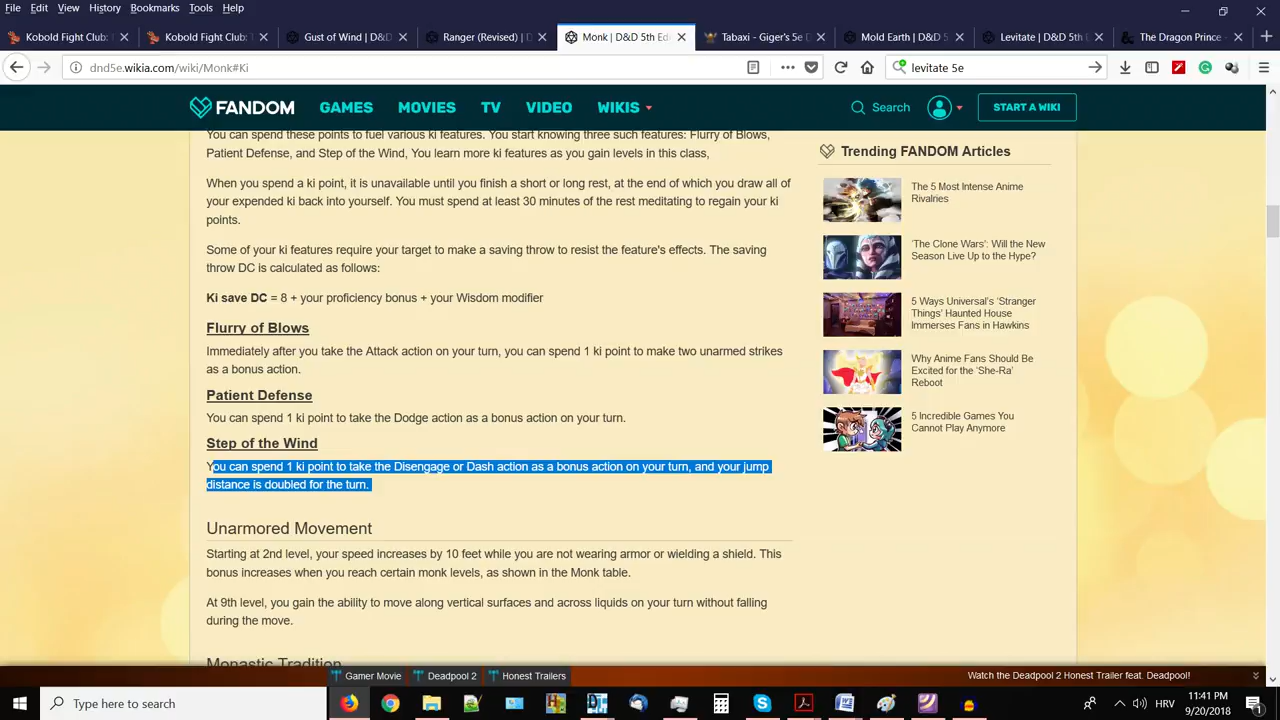 File Edit View History Bookmarks Tools Help
Kobold Fight Club:
Kobold Fight Club:
Gust of Wind | D&D
Ranger (Revised) | D
Monk | D&D 5th Ed
Tabaxi - Giger's 5e D
Mold Earth | D&D 5
Levitate | D&D 5th E
The Dragon Prince -
dnd5e.wikia.com/wiki/Monk#Ki
levitate 5e
FANDOM GAMES MOVIES TV VIDEO WIKIS Search START A WIKI
You can spend these points to fuel various ki features. You start knowing three such features: Flurry of Blows,
Patient Defense, and Step of the Wind, You learn more ki features as you gain levels in this class,
When you spend a ki point, it is unavailable until you finish a short or long rest, at the end of which you draw all of
your expended ki back into yourself. You must spend at least 30 minutes of the rest meditating to regain your ki
points.
Some of your ki features require your target to make a saving throw to resist the feature's effects. The saving
throw DC is calculated as follows:
Ki save DC = 8 + your proficiency bonus + your Wisdom modifier
Flurry of Blows
Immediately after you take the Attack action on your turn, you can spend 1 ki point to make two unarmed strikes
as a bonus action.
Patient Defense
You can spend 1 ki point to take the Dodge action as a bonus action on your turn.
Step of the Wind
You can spend 1 ki point to take the Disengage or Dash action as a bonus action on your turn, and your jump
distance is doubled for the turn.
Unarmored Movement
Starting at 2nd level, your speed increases by 10 feet while you are not wearing armor or wielding a shield. This
bonus increases when you reach certain monk levels, as shown in the Monk table.
At 9th level, you gain the ability to move along vertical surfaces and across liquids on your turn without falling
during the move.
Monastic Tradition
Trending FANDOM Articles
The 5 Most Intense Anime
Rivalries
'The Clone Wars': Will the New
Season Live Up to the Hype?
5 Ways Universal's 'Stranger
Things' Haunted House
Immerses Fans in Hawkins
Why Anime Fans Should Be
Excited for the 'She-Ra'
Reboot
5 Incredible Games You
Cannot Play Anymore
Gamer Movie Deadpool 2 Honest Trailers
Watch the Deadpool 2 Honest Trailer feat. Deadpool!
Type here to search
HRV
11:41 PM
9/20/2018
1